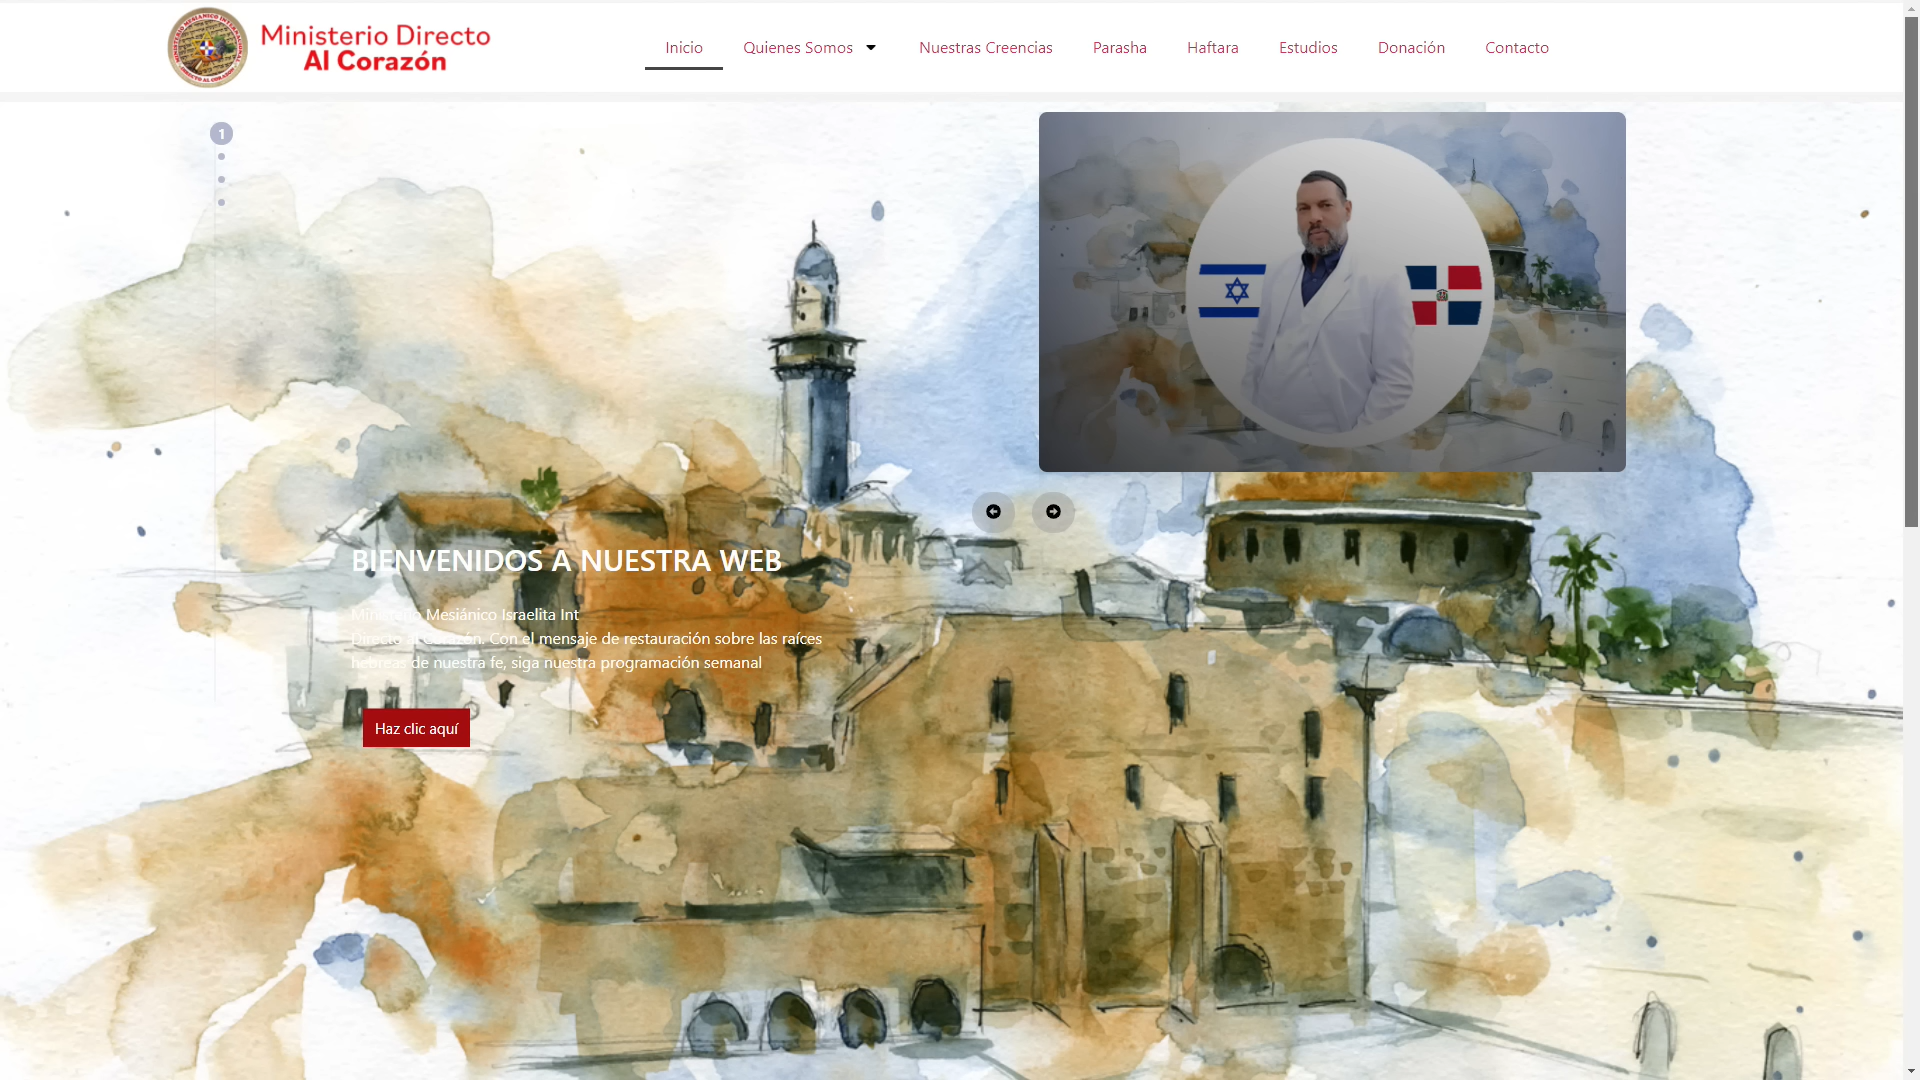 Ministerio Directo
Al Corazón
Inicio
Quienes Somos
Nuestras Creencias
Parasha
Haftara
Estudios
Donación
Contacto
1
BIENVENIDOS A NUESTRA WEB
Ministerio Mesiánico Israelita Int
Directo al Corazón. Con el mensaje de restauración sobre las raíces
hebreas de nuestra fe, siga nuestra programación semanal
Haz clic aquí